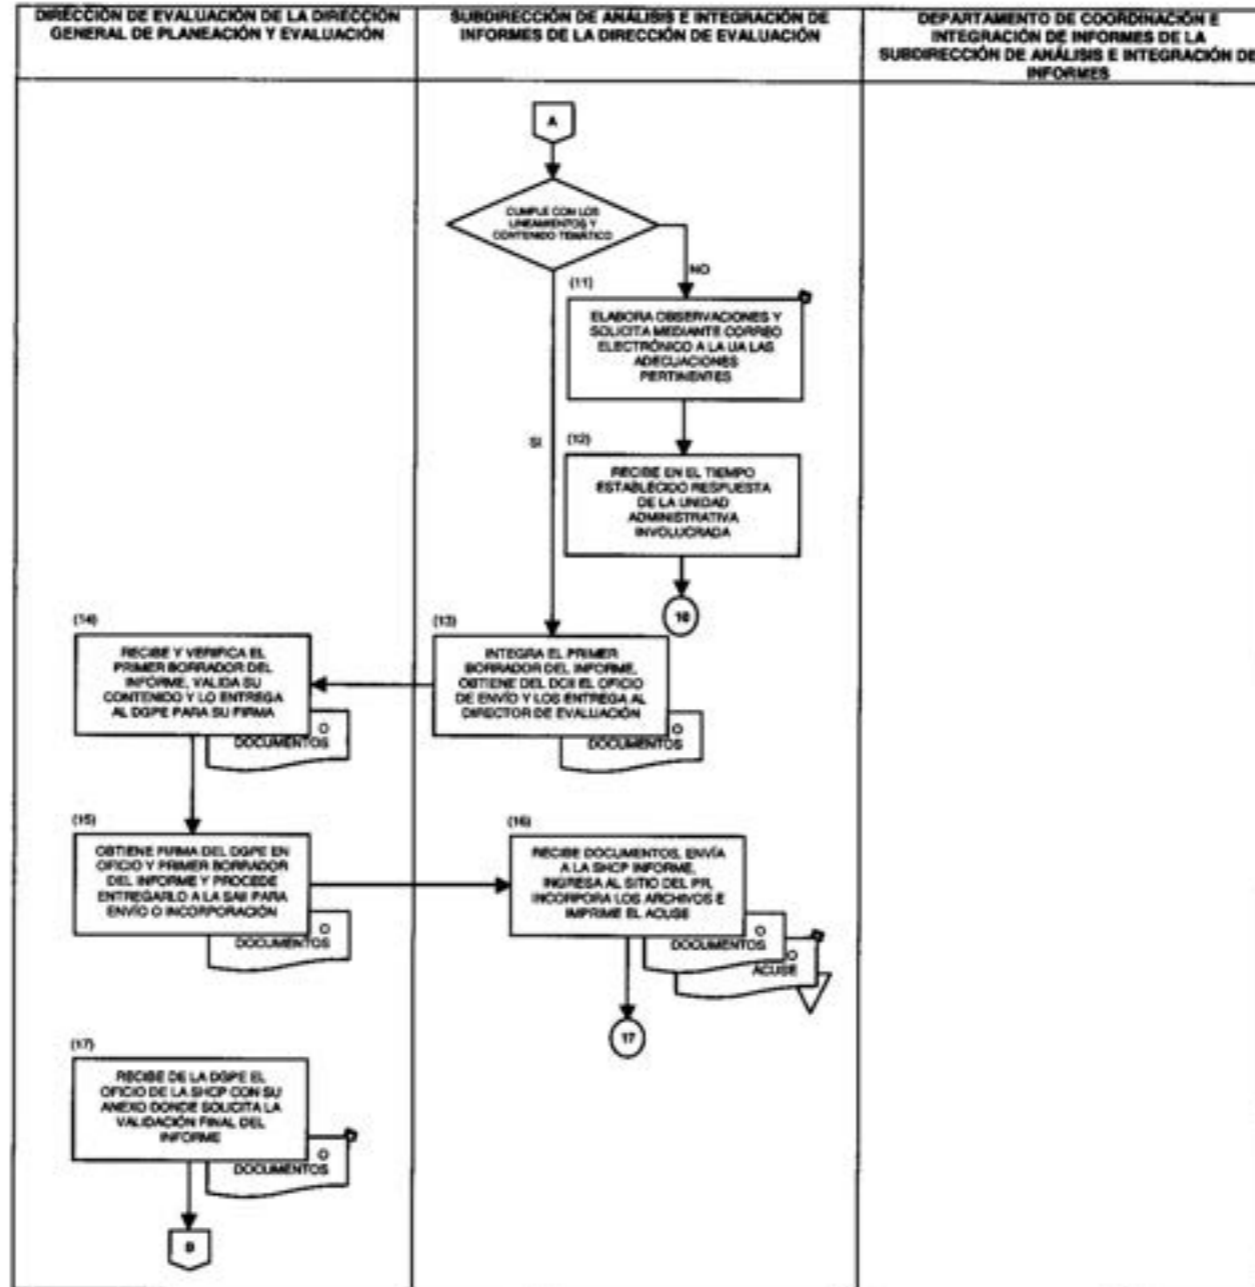 DIRECCIÓN DE EVALUACIÓN DE LA DIRECCIÓN
GENERAL DE PLANEACIÓN Y EVALUACIÓN
SUBDIRECCIÓN DE ANÁLISIS E INTEGRACIÓN DE
INFORMES DE LA DIRECCIÓN DE EVALUACIÓN
DEPARTAMENTO DE COORDINACIÓN E
INTEGRACIÓN DE INFORMES DE LA
SUBDIRECCIÓN DE ANÁLISIS E INTEGRACIÓN DE
INFORMES
A
CUMPLE CON LOS
LINEAMIENTOS Y
CONTENIDO TEMÁTICO
NO
(11)
ELABORA OBSERVACIONES Y
SOLICITA MEDIANTE CORREO
ELECTRÓNICO A LA UA LAS
ADECUACIONES
PERTINENTES
SI
(12)
RECIBE EN EL TIEMPO
ESTABLECIDO RESPUESTA
DE LA UNIDAD
ADMINISTRATIVA
INVOLUCRADA
10
(13)
INTEGRA EL PRIMER
BORRADOR DEL INFORME,
OBTIENE DEL DCII EL OFICIO
DE ENVÍO Y LOS ENTREGA AL
DIRECTOR DE EVALUACIÓN
O
DOCUMENTOS
(14)
RECIBE Y VERIFICA EL
PRIMER BORRADOR DEL
INFORME, VALIDA SU
CONTENIDO Y LO ENTREGA
AL DGPE PARA SU FIRMA
O
DOCUMENTOS
(15)
OBTIENE FIRMA DEL DGPE EN
OFICIO Y PRIMER BORRADOR
DEL INFORME Y PROCEDE
ENTREGARLO A LA SAII PARA
ENVÍO O INCORPORACIÓN
O
DOCUMENTOS
(16)
RECIBE DOCUMENTOS, ENVÍA
A LA SHCP INFORME,
INGRESA AL SITIO DEL PR,
INCORPORA LOS ARCHIVOS E
IMPRIME EL ACUSE
O
DOCUMENTOS
O
ACUSE
17
(17)
RECIBE DE LA DGPE EL
OFICIO DE LA SHCP CON SU
ANEXO DONDE SOLICITA LA
VALIDACIÓN FINAL DEL
INFORME
O
DOCUMENTOS
B